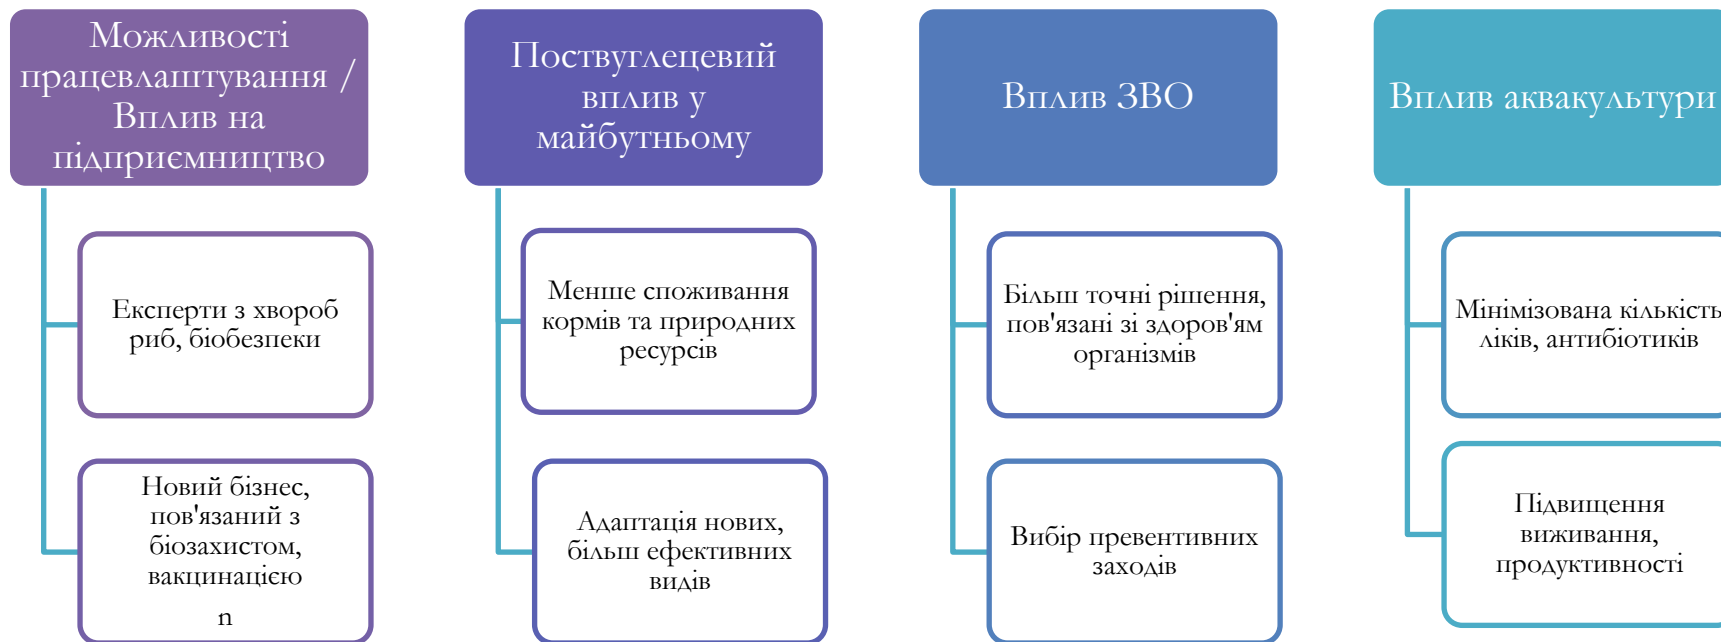 Можливості
працевлаштування /
Вплив на
підприємництво
Експерти з хвороб
риб, біобезпеки
Новий бізнес,
пов'язаний з
біозахистом,
вакцинацією
n
Поствуглецевий
вплив у
майбутньому
Менше споживання
кормів та природних
ресурсів
Адаптація нових,
більш ефективних
видів
Вплив ЗВО
Більш точні рішення,
пов'язані зі здоров'ям
організмів
Вибір превентивних
заходів
Вплив аквакультури
Мінімізована кількість
ліків, антибіотиків
Підвищення
виживання,
продуктивності